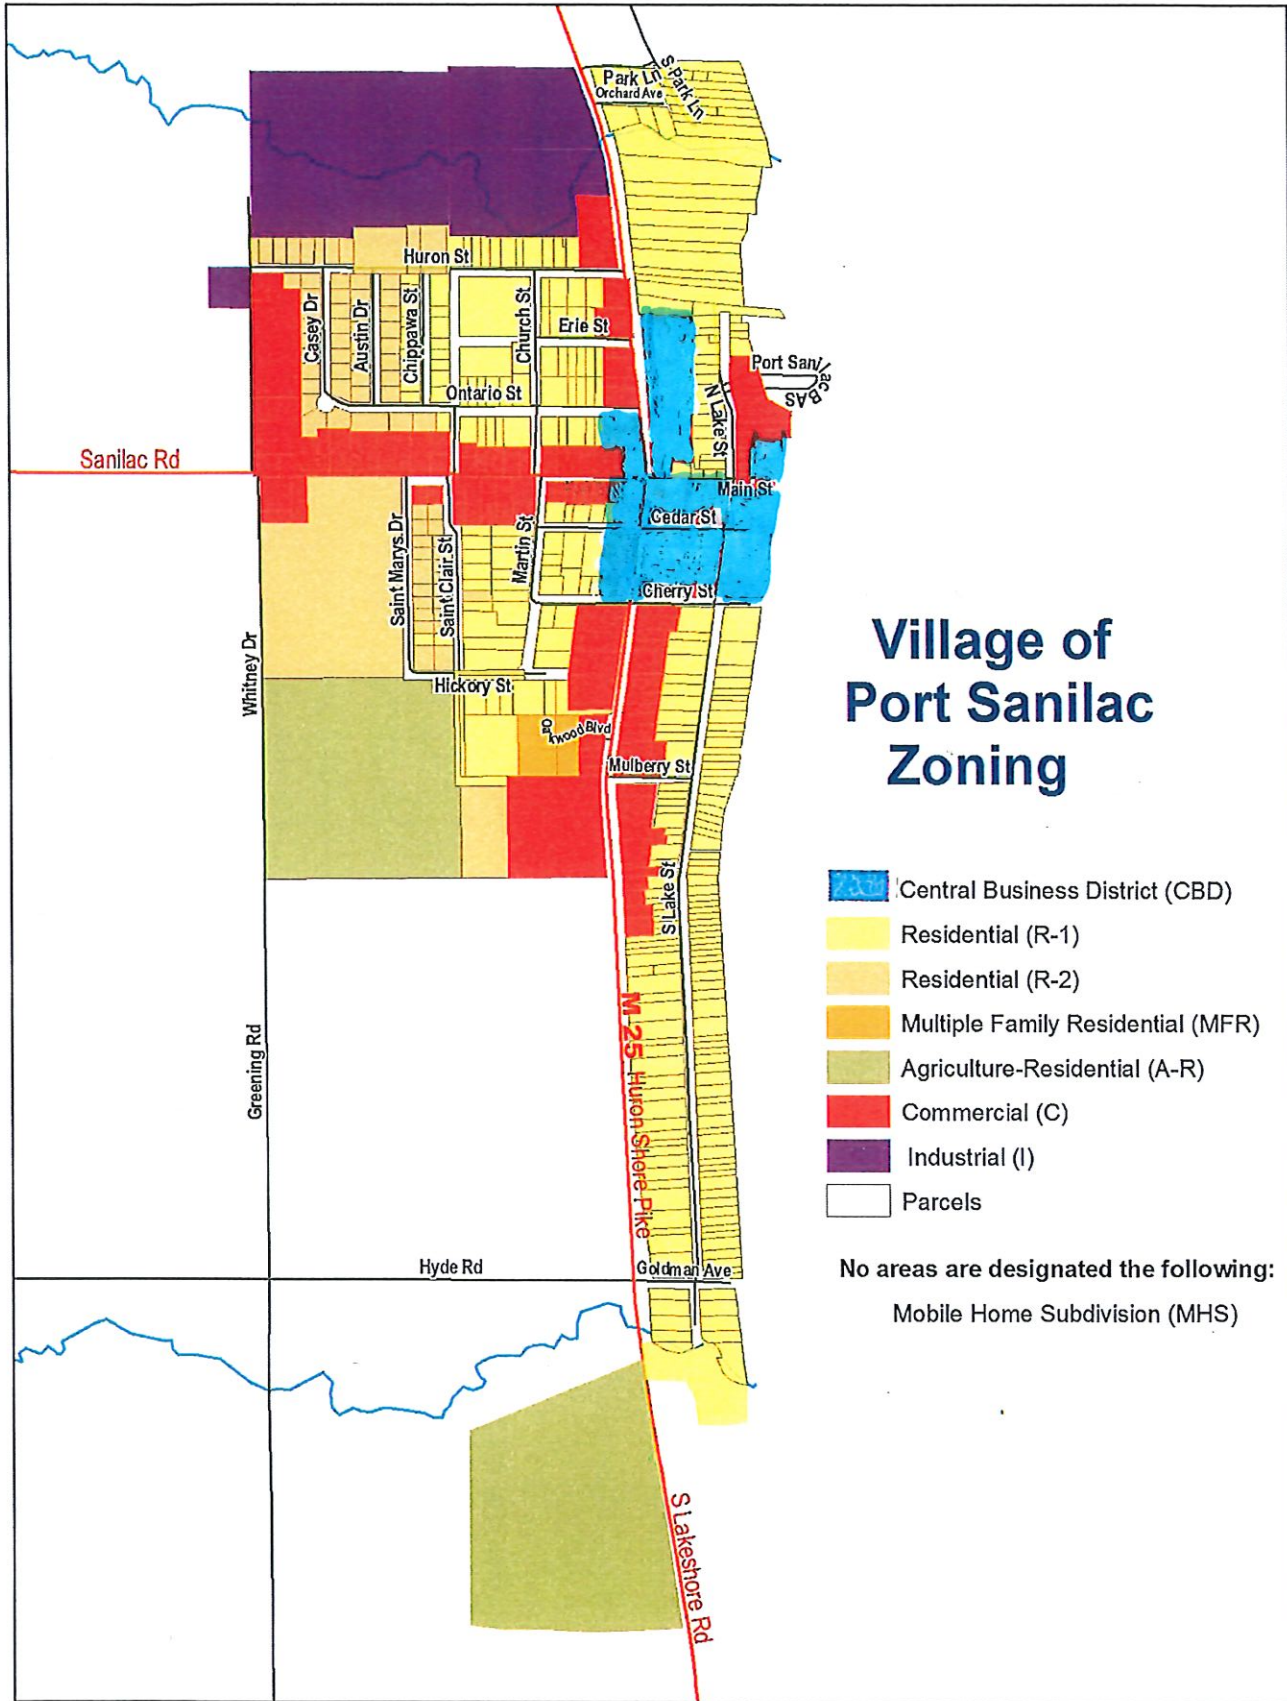 Park Ln
S. Park Ln
Orchard Ave
Huron St
Casey Dr
Austin Dr
Chippawa St
Church St
Erie St
Ontario St
Port Sanilac BAS
N Lake St
Sanilac Rd
Main St
Cedar St
Saint Marys Dr
Saint Clair St
Martin St
Cherry St
Whitney Dr
Hickory St
Oakwood Blvd
Mulberry St
S Lake St
Greening Rd
M-25 Huron Shore Pike
Hyde Rd
Goldman Ave
S Lakeshore Rd
Village of
Port Sanilac
Zoning
Central Business District (CBD)
Residential (R-1)
Residential (R-2)
Multiple Family Residential (MFR)
Agriculture-Residential (A-R)
Commercial (C)
Industrial (I)
Parcels
No areas are designated the following:
Mobile Home Subdivision (MHS)